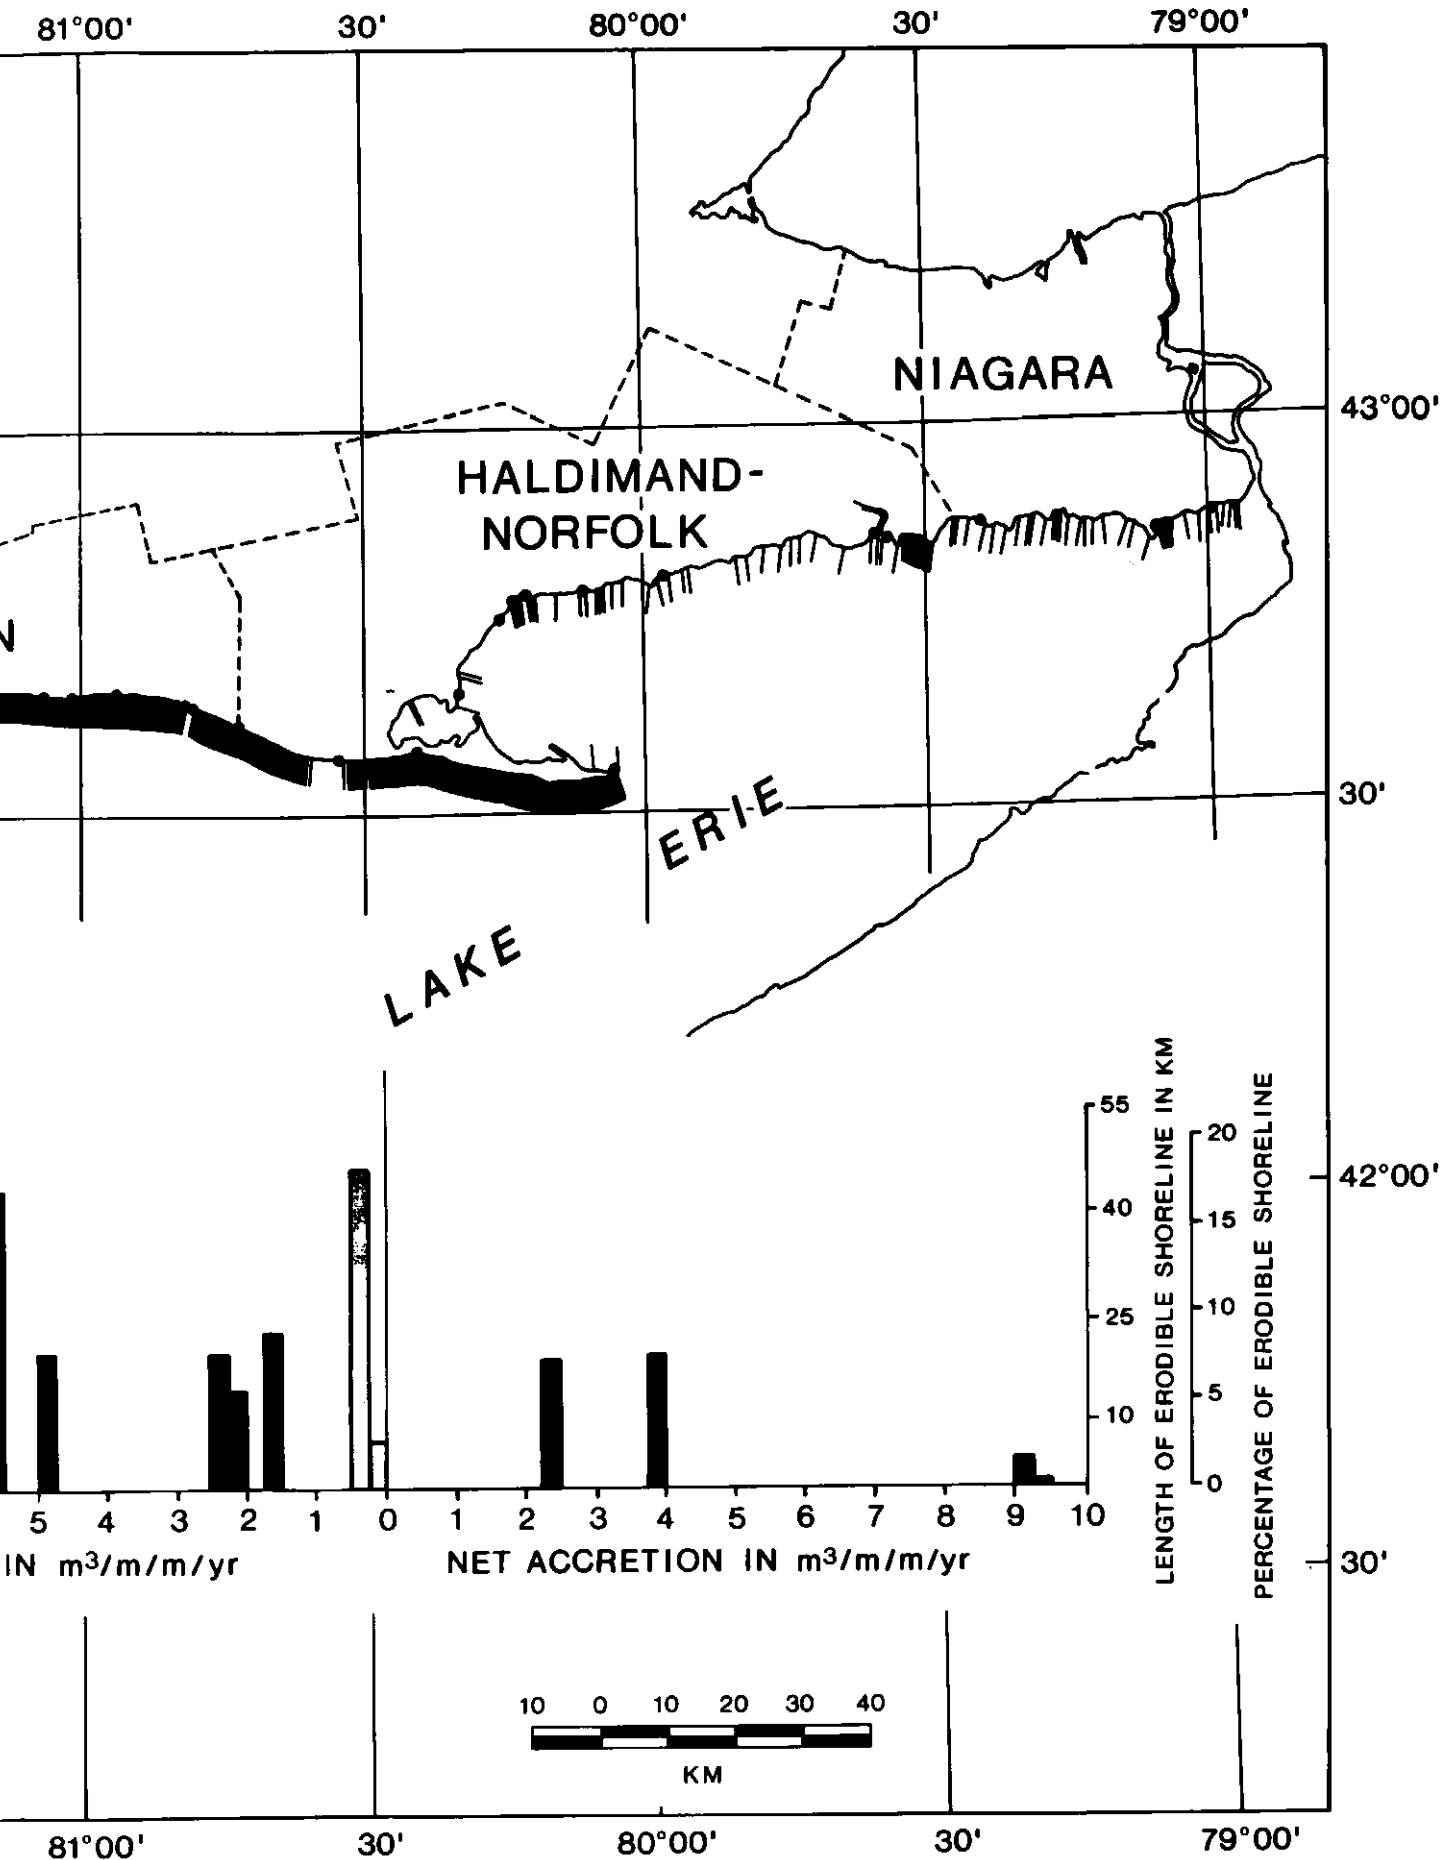 81°00' 30' 80°00' 30' 79°00'
NIAGARA
43°00'
HALDIMAND-
NORFOLK
N
30'
ERIE
LAKE
55
20
42°00'
40
15
25
10
10
5
0
LENGTH OF ERODIBLE SHORELINE IN KM
PERCENTAGE OF ERODIBLE SHORELINE
5 4 3 2 1 0 1 2 3 4 5 6 7 8 9 10
IN m³/m/m/yr NET ACCRETION IN m³/m/m/yr
30'
10 0 10 20 30 40
KM
81°00' 30' 80°00' 30' 79°00'